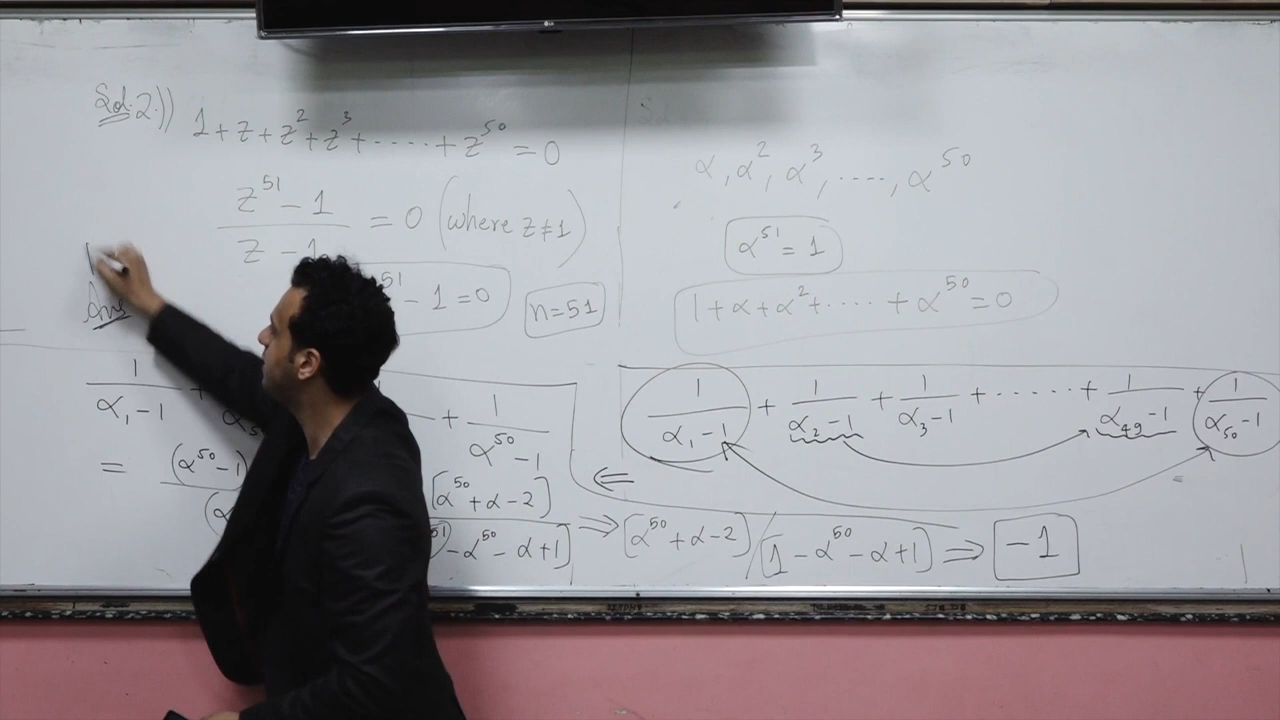 LG
Sol. 2.)) 1 + z + z² + z³ + ..... + z⁵⁰ = 0
(z⁵¹ - 1)/(z - 1) = 0 (where z ≠ 1)
⁵¹ - 1 = 0 n = 51
Ans
1/(α₁ - 1) + + 1/(α⁵⁰ - 1)
= (α⁵⁰ - 1)
[α⁵⁰ + α - 2]
⁵¹ - α⁵⁰ - α + 1] ⇒ [α⁵⁰ + α - 2]/[1 - α⁵⁰ - α + 1] ⇒ -1
α, α², α³, ....., α⁵⁰
α⁵¹ = 1
1 + α + α² + ..... + α⁵⁰ = 0
1/(α₁ - 1) + 1/(α₂ - 1) + 1/(α₃ - 1) + ...... + 1/(α₄₉ - 1) + 1/(α₅₀ - 1)
⇐